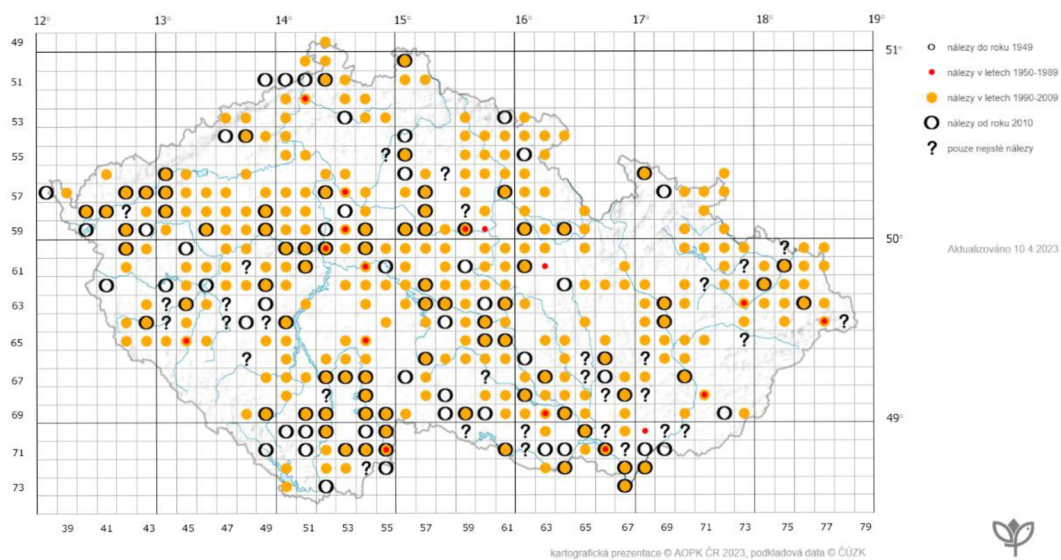 12° 13° 14° 15° 16° 17° 18° 19°
49
51° nálezy do roku 1949
51 nálezy v letech 1950-1989
nálezy v letech 1990-2009
53 nálezy od roku 2010
? pouze nejisté nálezy
55 ?
? ?
57
? ?
59
50°
? Aktualizováno 10.4.2023
61 ? ?
?
63 ? ?
? ? ? ?
65 ?
? ? ?
67 ? ?
? ? ?
69
49°
? ? ? ? ?
71 ? ?
?
73
39 41 43 45 47 49 51 53 55 57 59 61 63 65 67 69 71 73 75 77 79
kartografická prezentace © AOPK ČR 2023, podkladová data © ČÚZK